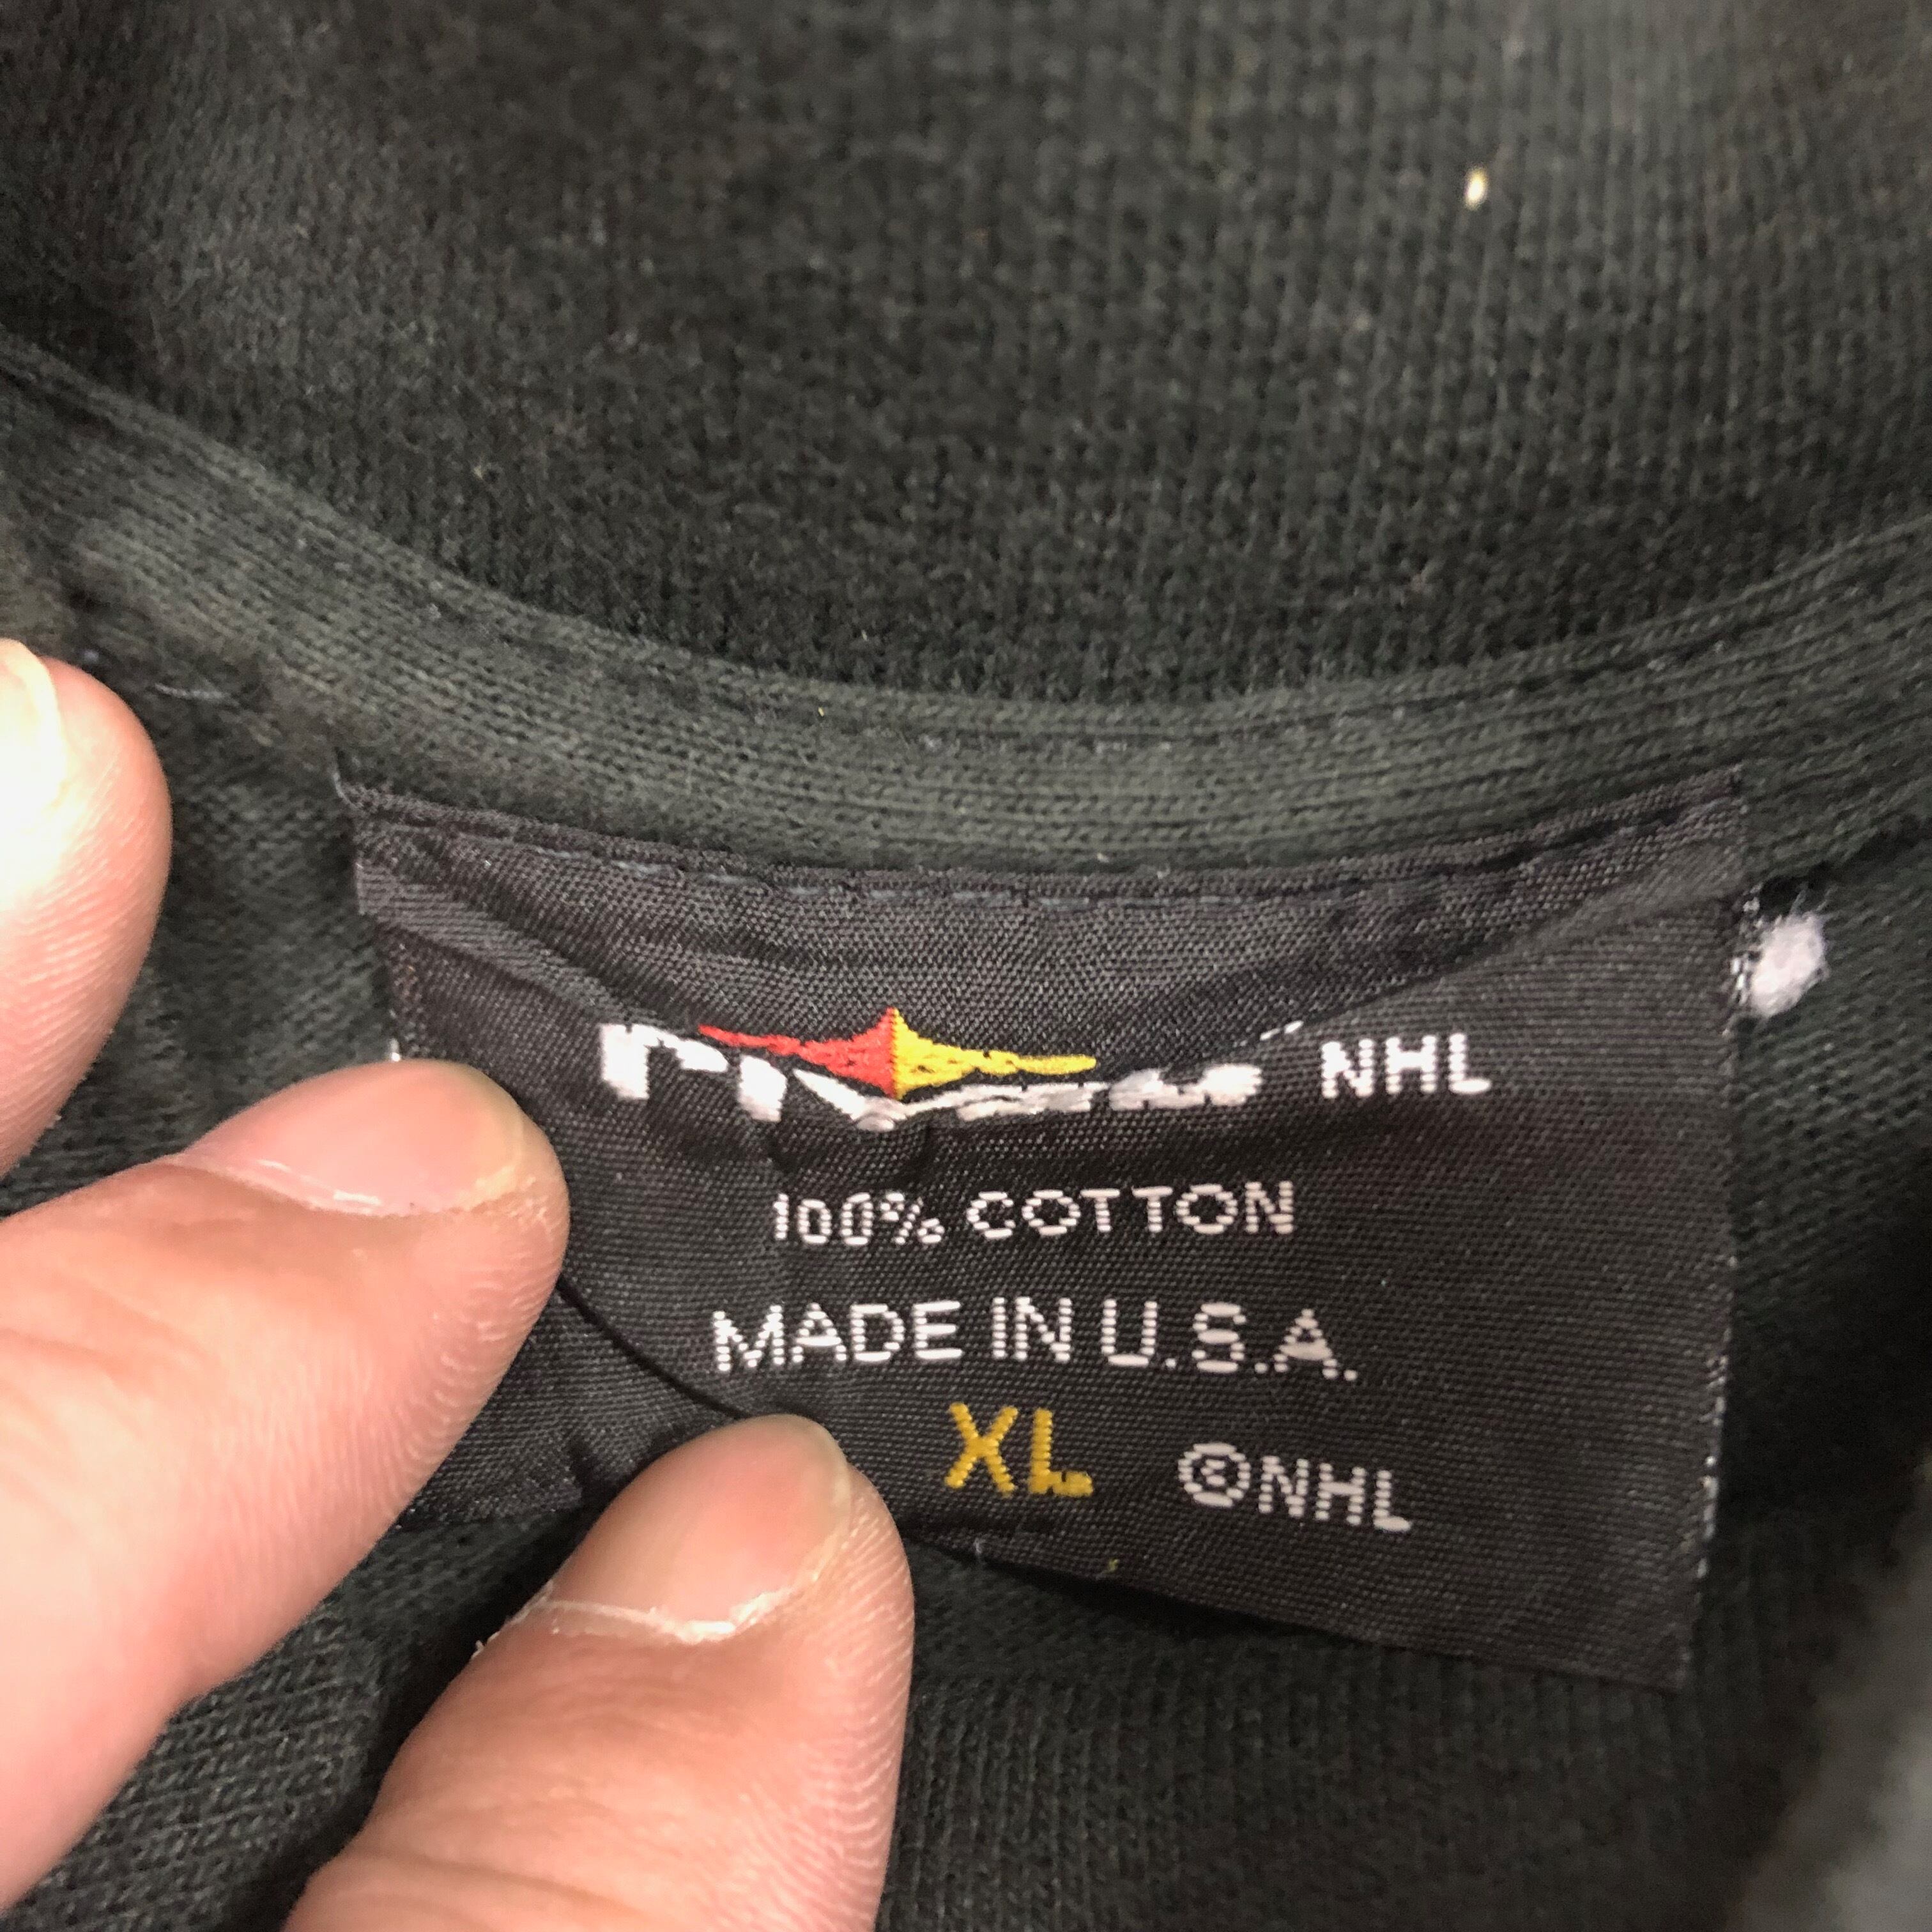 NHL
100% COTTON
MADE IN U.S.A.
XL ©NHL